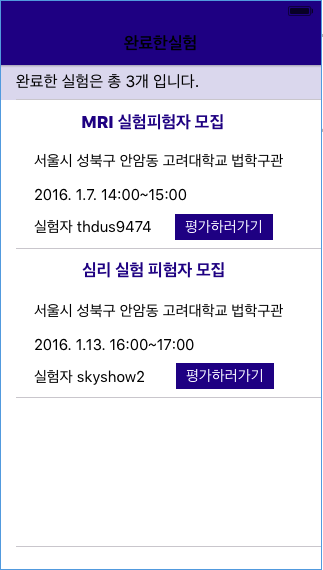 완료한실험
완료한 실험은 총 3개 입니다.
MRI 실험피험자 모집
서울시 성북구 안암동 고려대학교 법학구관
2016. 1.7. 14:00~15:00
실험자 thdus9474 평가하러가기
심리 실험 피험자 모집
서울시 성북구 안암동 고려대학교 법학구관
2016. 1.13. 16:00~17:00
실험자 skyshow2 평가하러가기